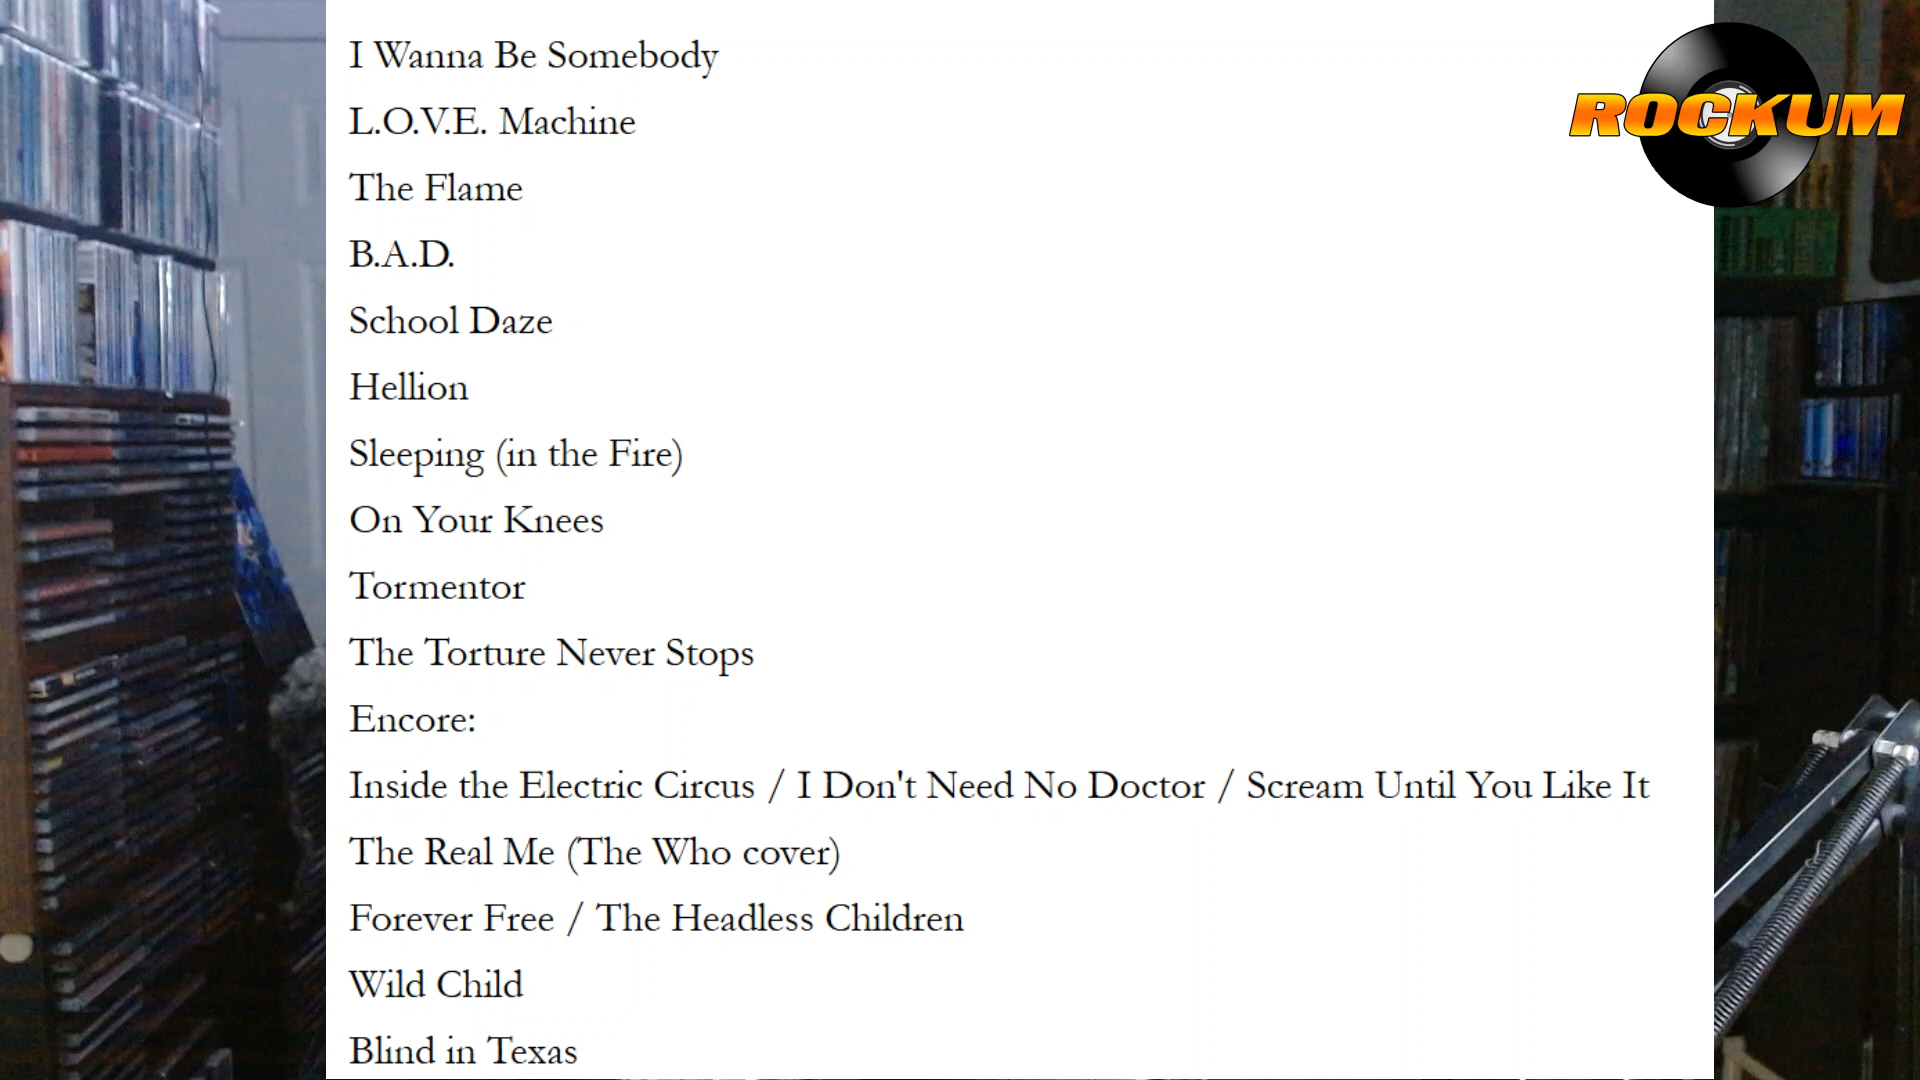 I Wanna Be Somebody
ROCKUM
L.O.V.E. Machine
The Flame
B.A.D.
School Daze
Hellion
Sleeping (in the Fire)
On Your Knees
Tormentor
The Torture Never Stops
Encore:
Inside the Electric Circus / I Don't Need No Doctor / Scream Until You Like It
The Real Me (The Who cover)
Forever Free / The Headless Children
Wild Child
Blind in Texas